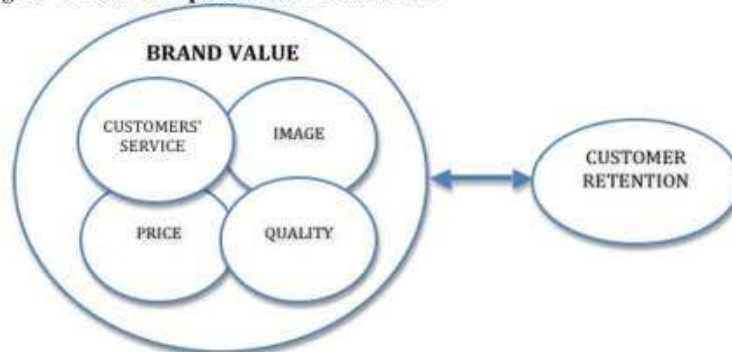 BRAND VALUE
CUSTOMERS'
SERVICE
IMAGE
PRICE
QUALITY
CUSTOMER
RETENTION